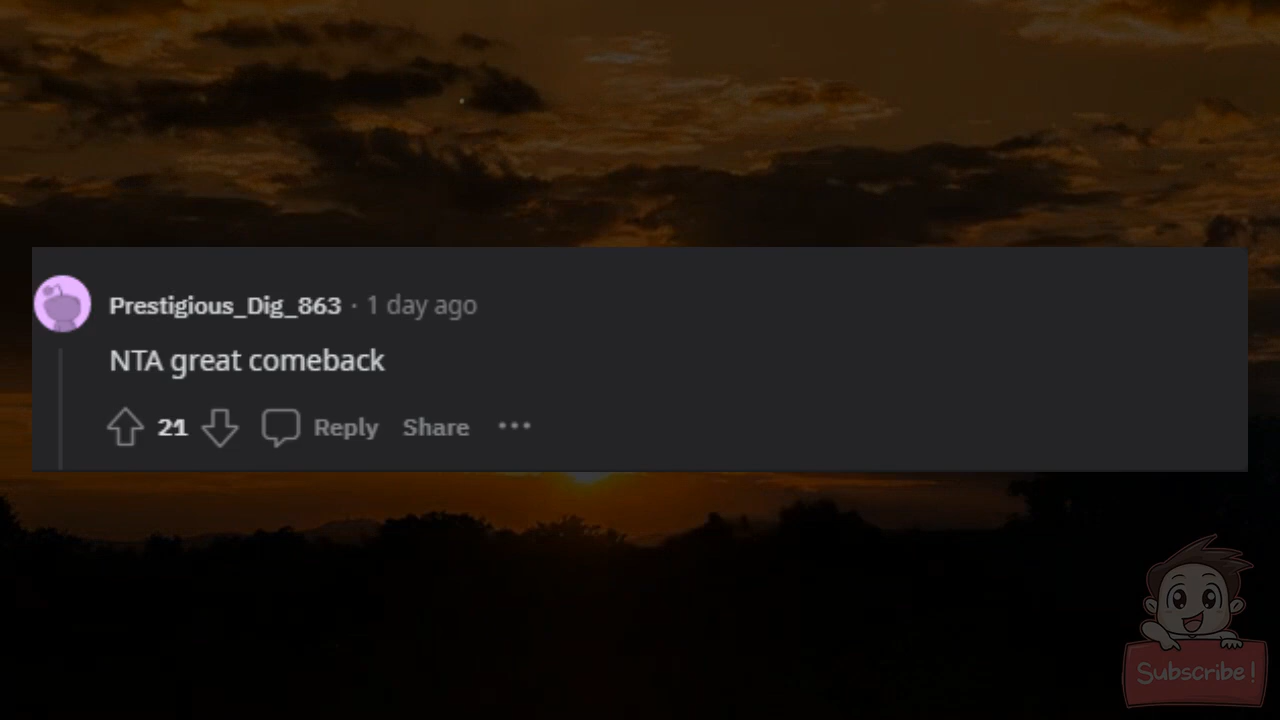 Prestigious_Dig_863 · 1 day ago
NTA great comeback
21 Reply Share ···
Subscribe!